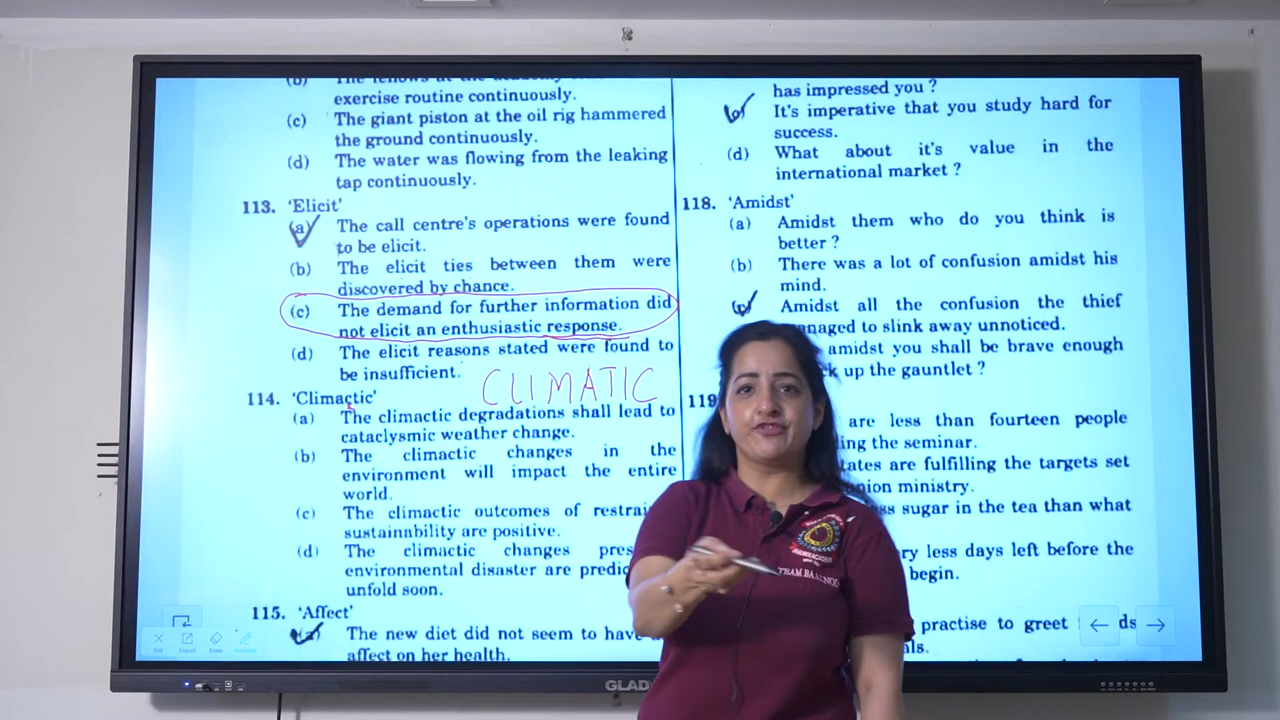 exercise routine continuously.
(c) The giant piston at the oil rig hammered
the ground continuously.
(d) The water was flowing from the leaking
tap continuously.
113. 'Elicit'
(a) The call centre's operations were found
to be elicit.
(b) The elicit ties between them were
discovered by chance.
(c) The demand for further information did
not elicit an enthusiastic response.
(d) The elicit reasons stated were found to
be insufficient.
CLIMATIC
114. 'Climactic'
(a) The climactic degradations shall lead to
cataclysmic weather change.
(b) The climactic changes in the
environment will impact the entire
world.
(c) The climactic outcomes of
sustainability are positive.
(d) The climactic changes
environmental disaster are
unfold soon.
115. 'Affect'
(a) The new diet did not seem to have
affect on her health.
has impressed you ?
It's imperative that you study hard for
success.
(d) What about it's value in the
international market ?
118. 'Amidst'
(a) Amidst them who do you think is
better ?
(b) There was a lot of confusion amidst his
mind.
Amidst all the confusion the thief
to slink away unnoticed.
amidst you shall be brave enough
up the gauntlet ?
119
are less than fourteen people
the seminar.
are fulfilling the targets set
ministry.
sugar in the tea than what
less days left before the
begin.
practise to greet
Exit
Export
GLAD